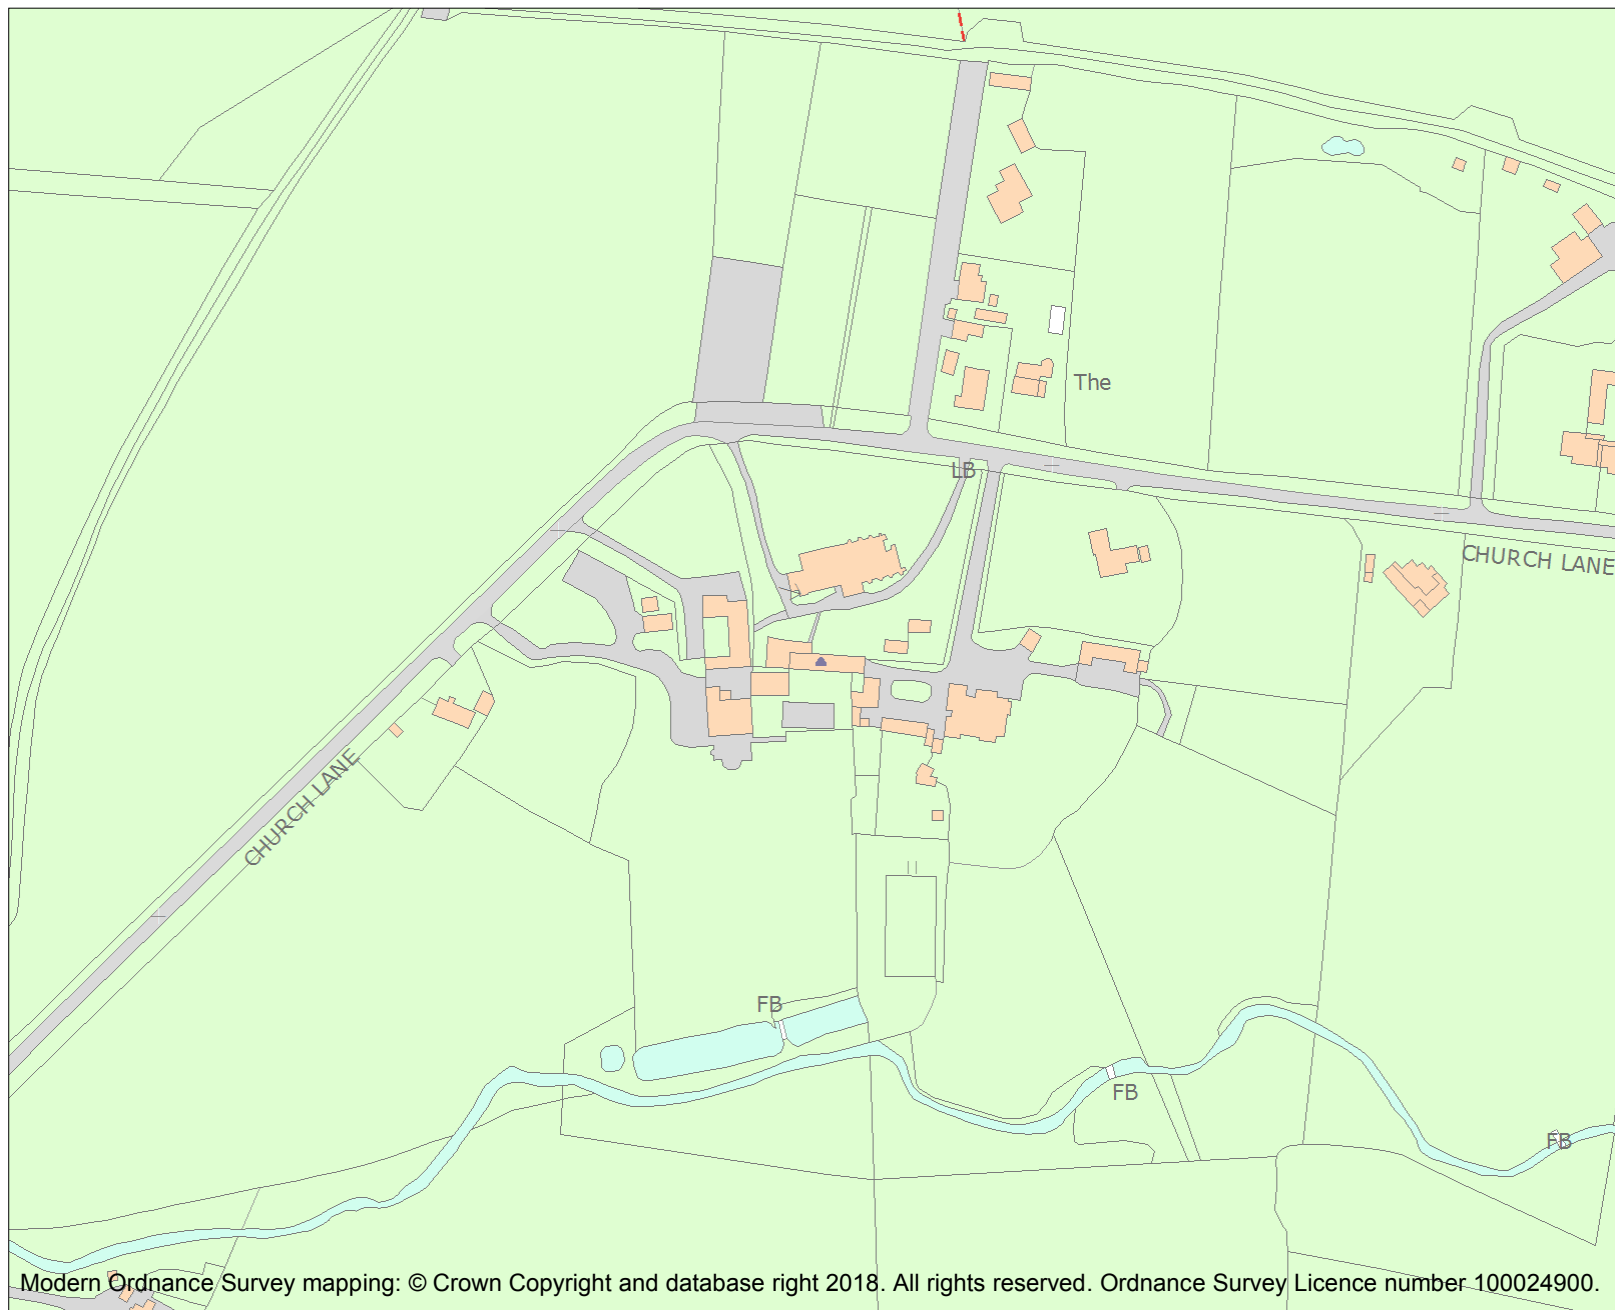 The
LB
CHURCH LANE
CHURCH LANE
FB
FB
FB
Modern Ordnance Survey mapping: © Crown Copyright and database right 2018. All rights reserved. Ordnance Survey Licence number 100024900.